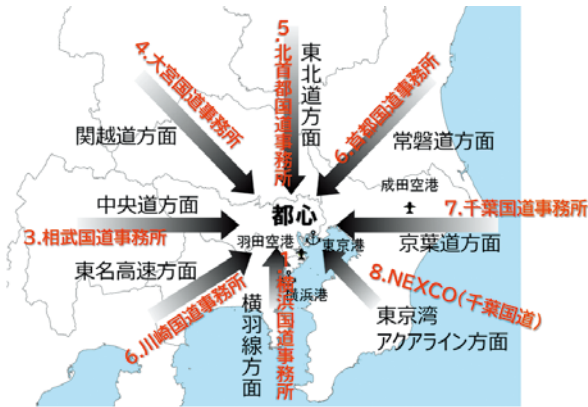 5.北首都国道事務所
東北道方面
4.大宮国道事務所
関越道方面
6.首都国道事務所
常磐道方面
成田空港
中央道方面
3.相武国道事務所
都心
7.千葉国道事務所
京葉道方面
羽田空港
東京港
東名高速方面
6.川崎国道事務所
横羽線方面
1.横浜国道事務所
横浜港
8.NEXCO(千葉国道)
東京湾
アクアライン方面